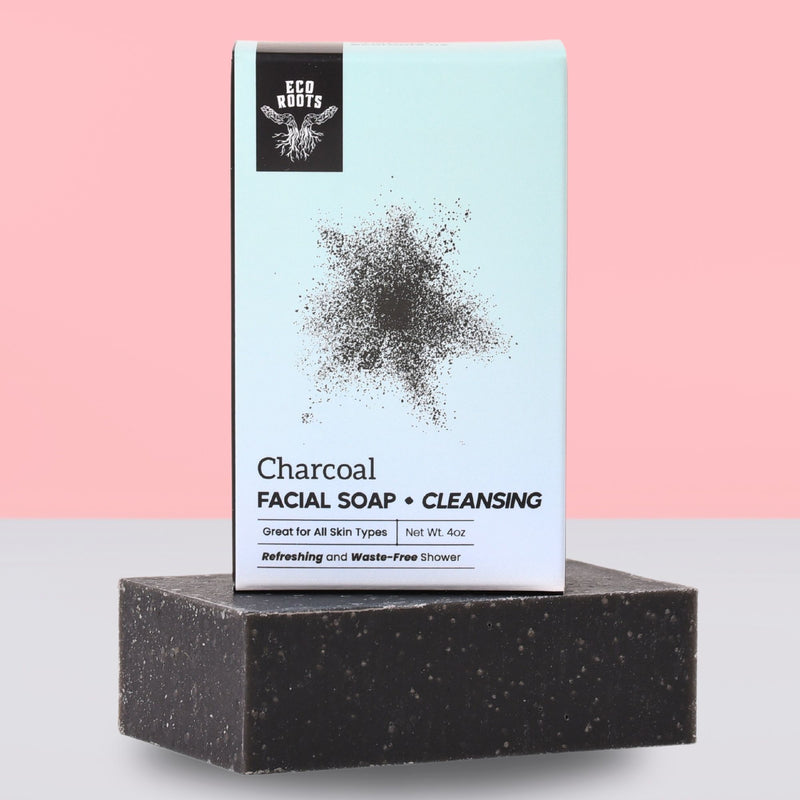 ECO
ROOTS
Charcoal
FACIAL SOAP • CLEANSING
Great for All Skin Types | Net Wt. 4oz
Refreshing and Waste-Free Shower